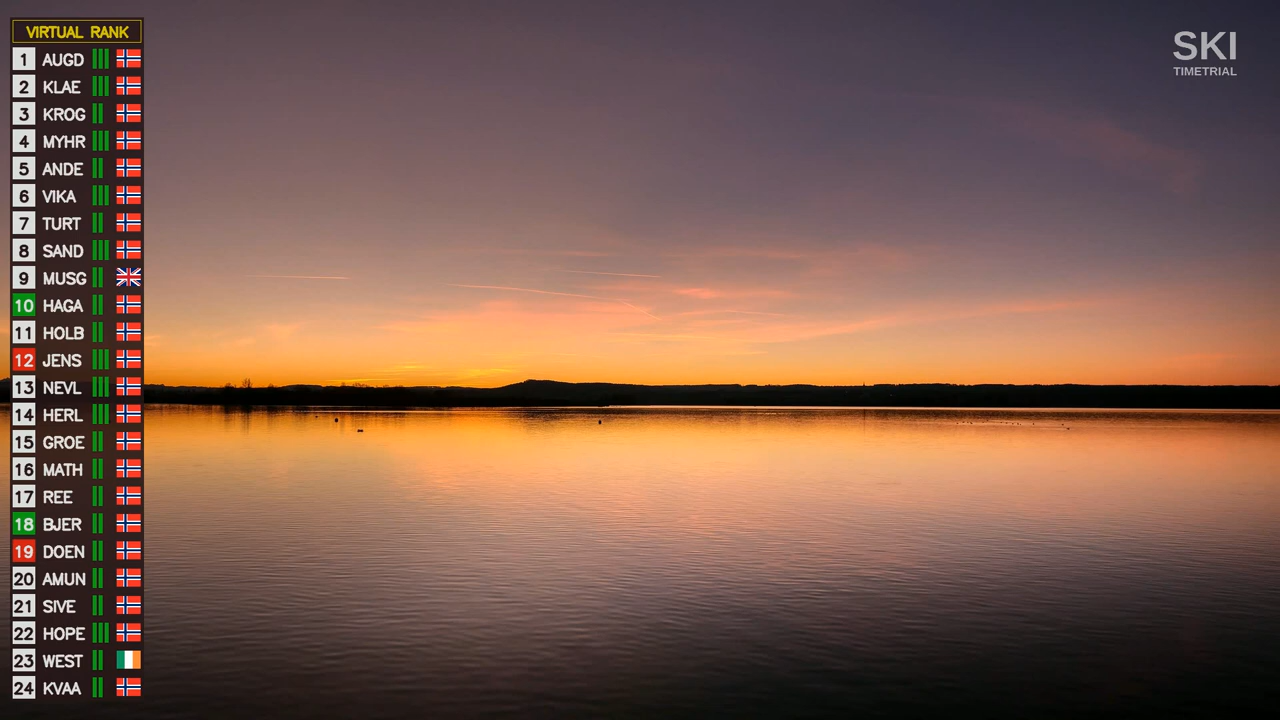 VIRTUAL RANK
1 AUGD
2 KLAE
3 KROG
4 MYHR
5 ANDE
6 VIKA
7 TURT
8 SAND
9 MUSG
10 HAGA
11 HOLB
12 JENS
13 NEVL
14 HERL
15 GROE
16 MATH
17 REE
18 BJER
19 DOEN
20 AMUN
21 SIVE
22 HOPE
23 WEST
24 KVAA
SKI
TIMETRIAL